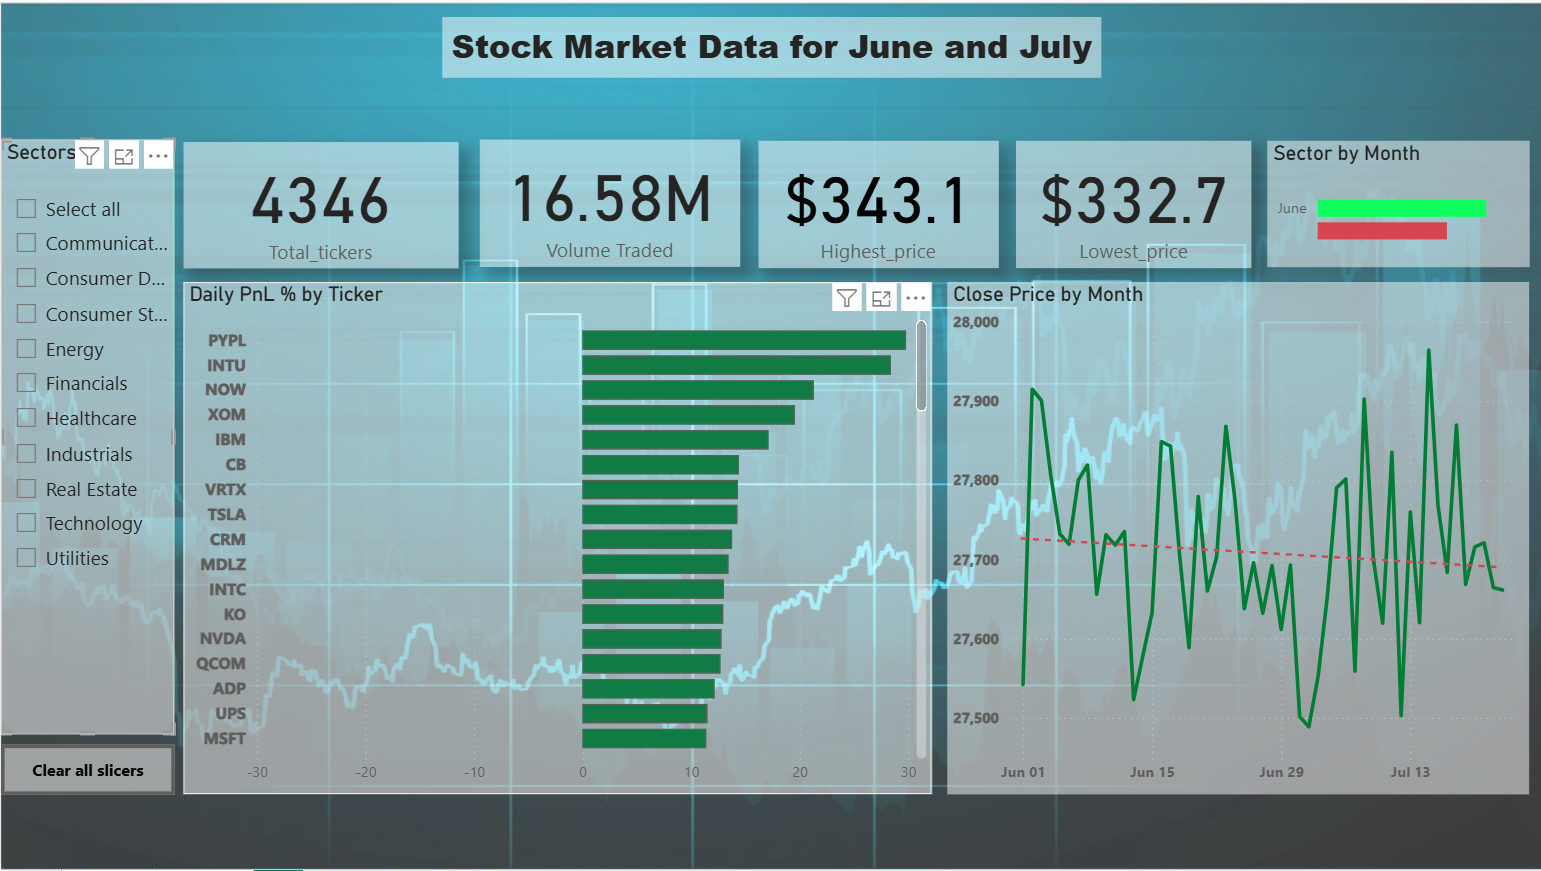 Stock Market Data for June and July
Sectors
Select all
Communicat...
Consumer D...
Consumer St...
Energy
Financials
Healthcare
Industrials
Real Estate
Technology
Utilities
Clear all slicers
4346
Total_tickers
16.58M
Volume Traded
$343.1
Highest_price
$332.7
Lowest_price
Sector by Month
June
Daily PnL % by Ticker
PYPL
INTU
NOW
XOM
IBM
CB
VRTX
TSLA
CRM
MDLZ
INTC
KO
NVDA
QCOM
ADP
UPS
MSFT
-30 -20 -10 0 10 20 30
Close Price by Month
28,000
27,900
27,800
27,700
27,600
27,500
Jun 01 Jun 15 Jun 29 Jul 13